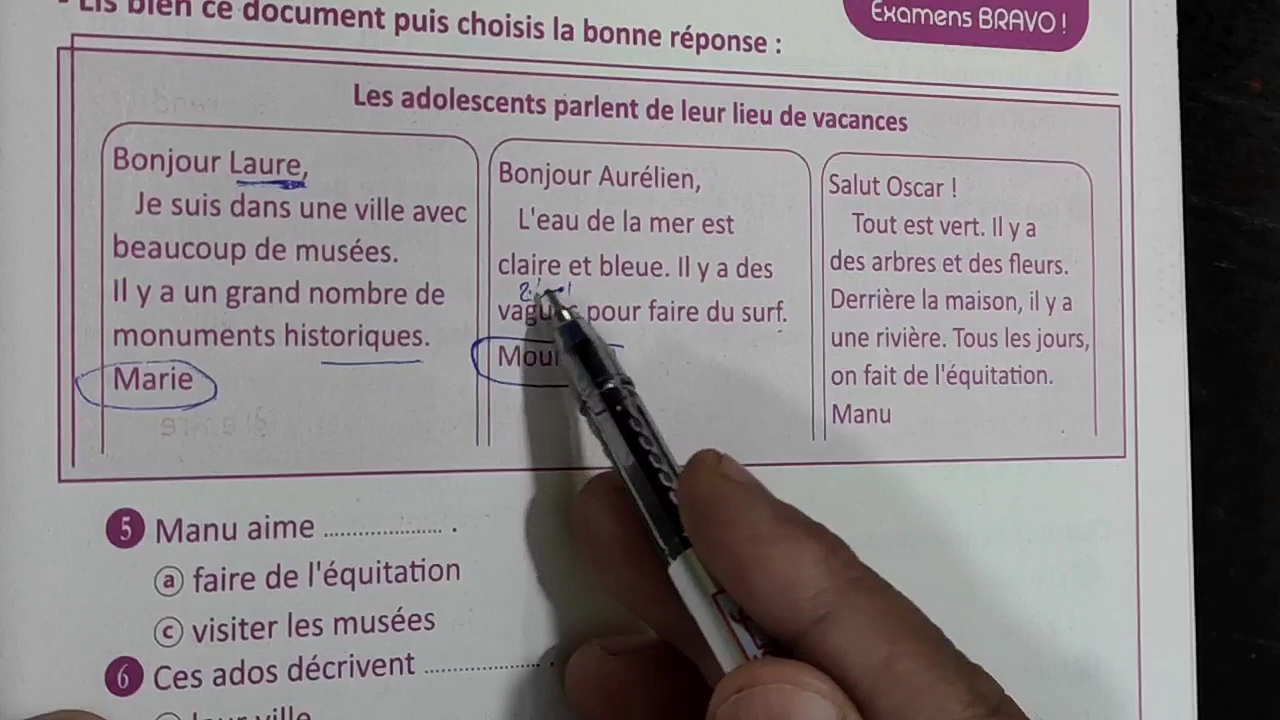 - Lis bien ce document puis choisis la bonne réponse :
Examens BRAVO !
Les adolescents parlent de leur lieu de vacances
Bonjour Laure,
Je suis dans une ville avec
beaucoup de musées.
Il y a un grand nombre de
monuments historiques.
Marie
Bonjour Aurélien,
L'eau de la mer est
claire et bleue. Il y a des
vagues pour faire du surf.
Salut Oscar !
Tout est vert. Il y a
des arbres et des fleurs.
Derrière la maison, il y a
une rivière. Tous les jours,
on fait de l'équitation.
Manu
5 Manu aime .................... .
a faire de l'équitation
c visiter les musées
6 Ces ados décrivent .................... .
leur ville